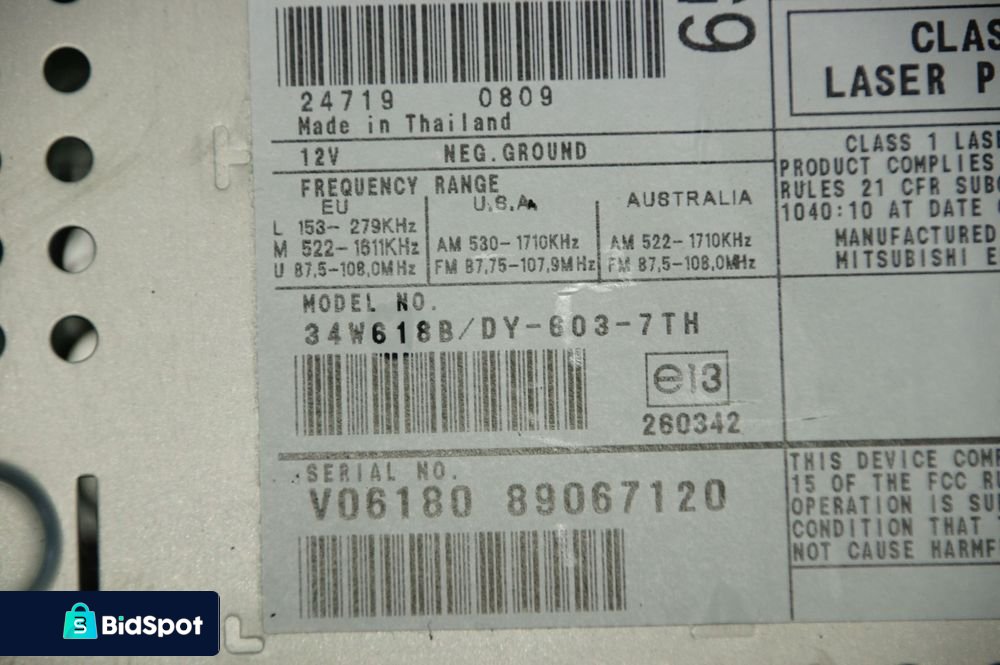 24719 0809
Made in Thailand
12V NEG.GROUND
FREQUENCY RANGE
EU
L 153-279KHz
M 522-1611KHz
U 87,5-108,0MHz
U.S.A.
AM 530-1710KHz
FM 87,75-107,9MHz
AUSTRALIA
AM 522-1710KHz
FM 87,5-108,0MHz
MODEL NO.
34W618B/DY-603-7TH
e13
260342
SERIAL NO.
V06180 89067120
CLAS
LASER P
CLASS 1 LASE
PRODUCT COMPLIES
RULES 21 CFR SUB
1040:10 AT DATE
MANUFACTURED
MITSUBISHI E
THIS DEVICE COM
15 OF THE FCC RU
OPERATION IS SU
CONDITION THAT
NOT CAUSE HARMF
BidSpot